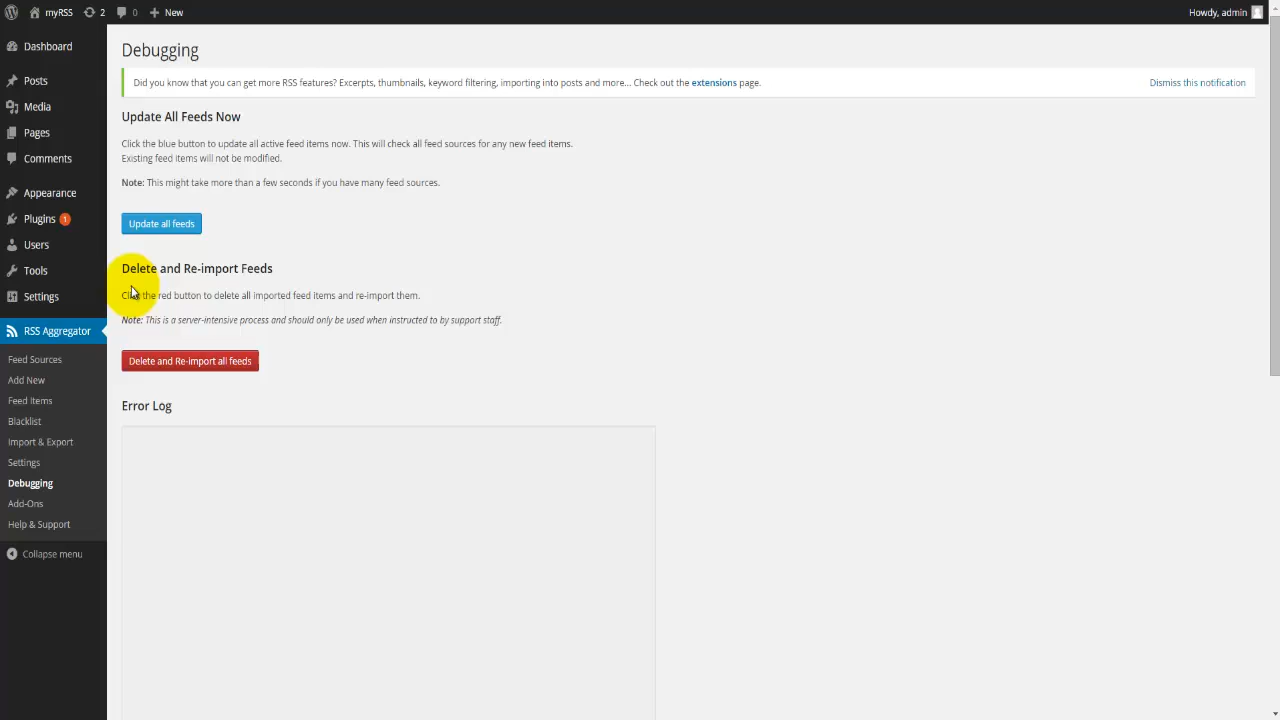 myRSS 2 0 New Howdy, admin
Dashboard
Posts
Media
Pages
Comments
Appearance
Plugins 1
Users
Tools
Settings
RSS Aggregator
Feed Sources
Add New
Feed Items
Blacklist
Import & Export
Settings
Debugging
Add-Ons
Help & Support
Collapse menu
Debugging
Did you know that you can get more RSS features? Excerpts, thumbnails, keyword filtering, importing into posts and more... Check out the extensions page. Dismiss this notification
Update All Feeds Now
Click the blue button to update all active feed items now. This will check all feed sources for any new feed items.
Existing feed items will not be modified.
Note: This might take more than a few seconds if you have many feed sources.
Update all feeds
Delete and Re-import Feeds
Click the red button to delete all imported feed items and re-import them.
Note: This is a server-intensive process and should only be used when instructed to by support staff.
Delete and Re-import all feeds
Error Log